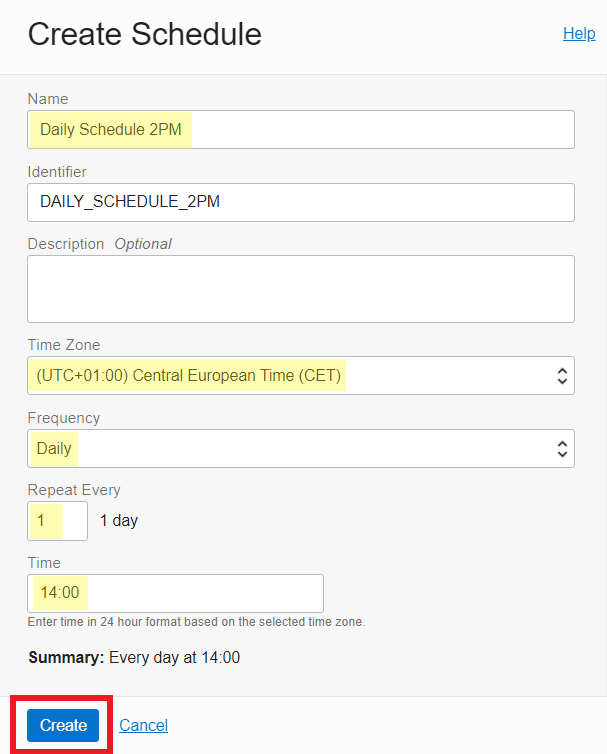 Create Schedule
Help
Name
Daily Schedule 2PM
Identifier
DAILY_SCHEDULE_2PM
Description Optional
Time Zone
(UTC+01:00) Central European Time (CET)
Frequency
Daily
Repeat Every
1 1 day
Time
14:00
Enter time in 24 hour format based on the selected time zone.
Summary: Every day at 14:00
Create Cancel